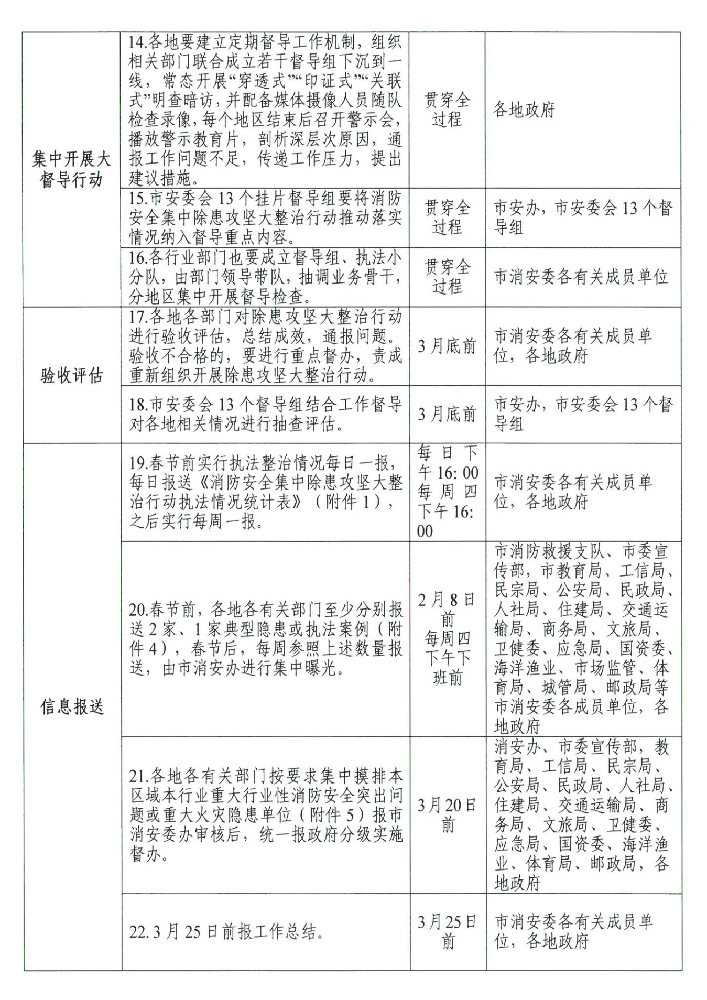 集中开展大
督导行动
14.各地要建立定期督导工作机制，组织
相关部门联合成立若干督导组下沉到一
线，常态开展“穿透式”“印证式”“关联
式”明查暗访，并配备媒体摄像人员随队
检查录像，每个地区结束后召开警示会，
播放警示教育片，剖析深层次原因，通
报工作问题不足，传递工作压力，提出
建议措施。
贯穿全
过程
各地政府
15.市安委会 13 个挂片督导组要将消防
安全集中除患攻坚大整治行动推动落实
情况纳入督导重点内容。
贯穿全
过程
市安办，市安委会 13 个督
导组
16.各行业部门也要成立督导组、执法小
分队，由部门领导带队，抽调业务骨干，
分地区集中开展督导检查。
贯穿全
过程
市消安委各有关成员单位
验收评估
17.各地各部门对除患攻坚大整治行动
进行验收评估，总结成效，通报问题。
验收不合格的，要进行重点督办，责成
重新组织开展除患攻坚大整治行动。
3 月底前
市消安委各有关成员单
位，各地政府
18.市安委会 13 个督导组结合工作督导
对各地相关情况进行抽查评估。
3 月底前
市安办，市安委会 13 个督
导组
信息报送
19.春节前实行执法整治情况每日一报，
每日报送《消防安全集中除患攻坚大整
治行动执法情况统计表》（附件 1），
之后实行每周一报。
每日下
午 16：00
每周四
下午 16：
00
市消安委各有关成员单
位，各地政府
20.春节前，各地各有关部门至少分别报
送 2 家、1 家典型隐患或执法案例（附
件 4），春节后，每周参照上述数量报
送，由市消安办进行集中曝光。
2 月 8 日
前
每周四
下午下
班前
市消防救援支队、市委宣
传部，市教育局、工信局、
民宗局、公安局、民政局、
人社局、住建局、交通运
输局、商务局、文旅局、
卫健委、应急局、国资委、
海洋渔业、市场监管、体
育局、城管局、邮政局等
市消安委各成员单位，各
地政府
21.各地各有关部门按要求集中摸排本
区域本行业重大行业性消防安全突出问
题或重大火灾隐患单位（附件 5）报市
消安委办审核后，统一报政府分级实施
督办。
3 月 20 日
前
消安办、市委宣传部，教
育局、工信局、民宗局、
公安局、民政局、人社局、
住建局、交通运输局、商
务局、文旅局、卫健委、
应急局、国资委、海洋渔
业、体育局、邮政局，各
地政府
22. 3 月 25 日前报工作总结。
3 月 25 日
前
市消安委各有关成员单
位，各地政府